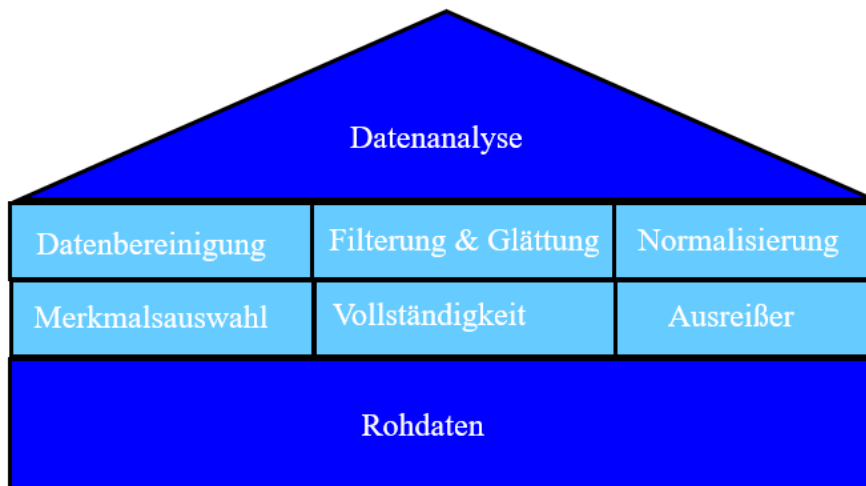 Datenanalyse
Datenbereinigung
Filterung & Glättung
Normalisierung
Merkmalsauswahl
Vollständigkeit
Ausreißer
Rohdaten